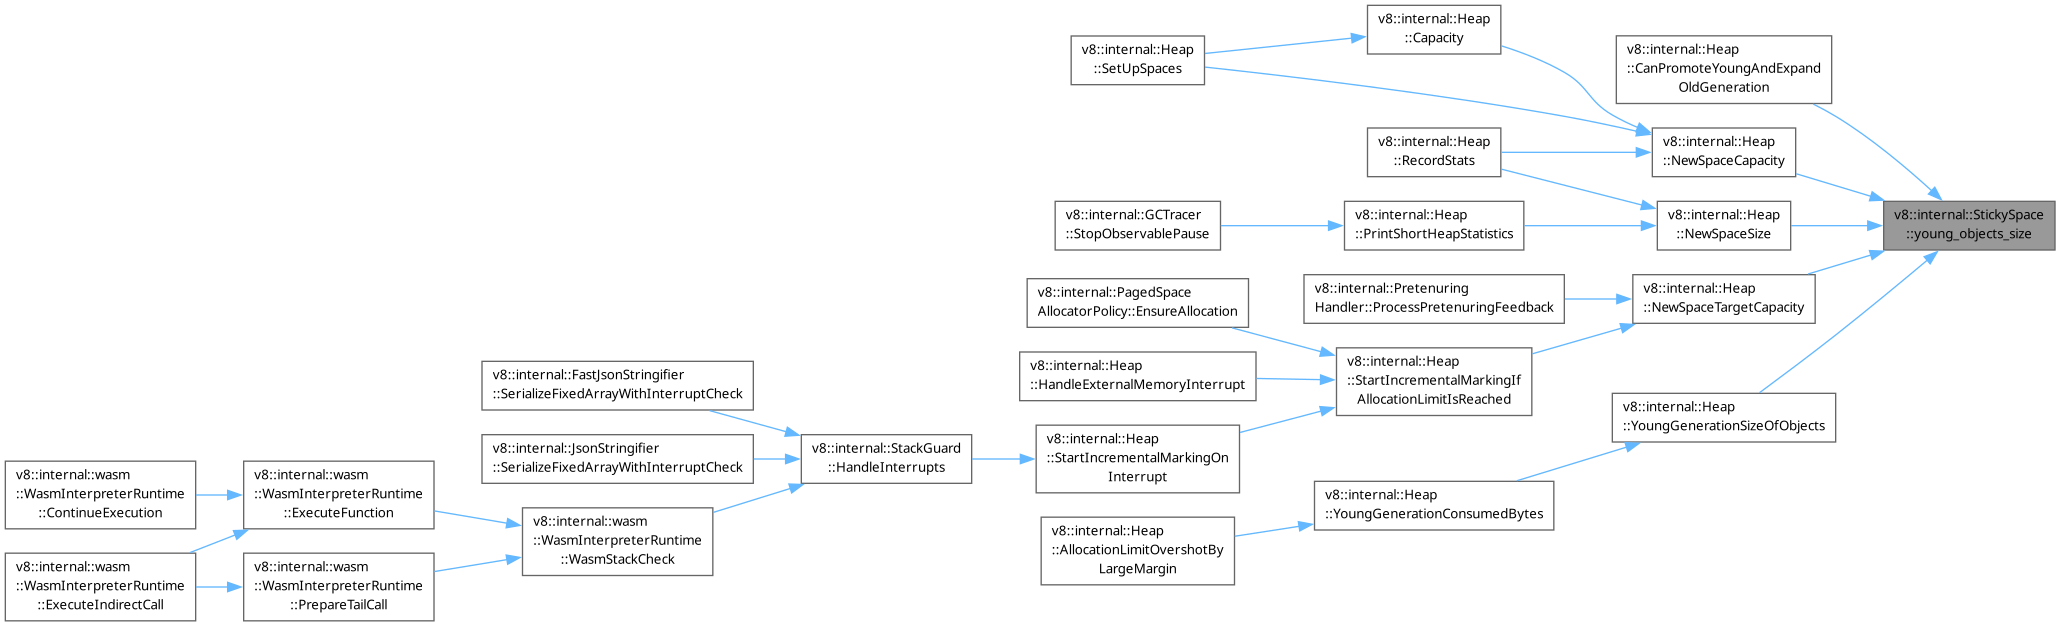 v8::internal::Heap
::Capacity
v8::internal::Heap
::SetUpSpaces
v8::internal::Heap
::CanPromoteYoungAndExpand
OldGeneration
v8::internal::Heap
::RecordStats
v8::internal::Heap
::NewSpaceCapacity
v8::internal::GCTracer
::StopObservablePause
v8::internal::Heap
::PrintShortHeapStatistics
v8::internal::Heap
::NewSpaceSize
v8::internal::StickySpace
::young_objects_size
v8::internal::PagedSpace
AllocatorPolicy::EnsureAllocation
v8::internal::Pretenuring
Handler::ProcessPretenuringFeedback
v8::internal::Heap
::NewSpaceTargetCapacity
v8::internal::Heap
::HandleExternalMemoryInterrupt
v8::internal::Heap
::StartIncrementalMarkingIf
AllocationLimitIsReached
v8::internal::FastJsonStringifier
::SerializeFixedArrayWithInterruptCheck
v8::internal::Heap
::YoungGenerationSizeOfObjects
v8::internal::JsonStringifier
::SerializeFixedArrayWithInterruptCheck
v8::internal::StackGuard
::HandleInterrupts
v8::internal::Heap
::StartIncrementalMarkingOn
Interrupt
v8::internal::wasm
::WasmInterpreterRuntime
::ContinueExecution
v8::internal::wasm
::WasmInterpreterRuntime
::ExecuteFunction
v8::internal::wasm
::WasmInterpreterRuntime
::WasmStackCheck
v8::internal::Heap
::YoungGenerationConsumedBytes
v8::internal::Heap
::AllocationLimitOvershotBy
LargeMargin
v8::internal::wasm
::WasmInterpreterRuntime
::ExecuteIndirectCall
v8::internal::wasm
::WasmInterpreterRuntime
::PrepareTailCall